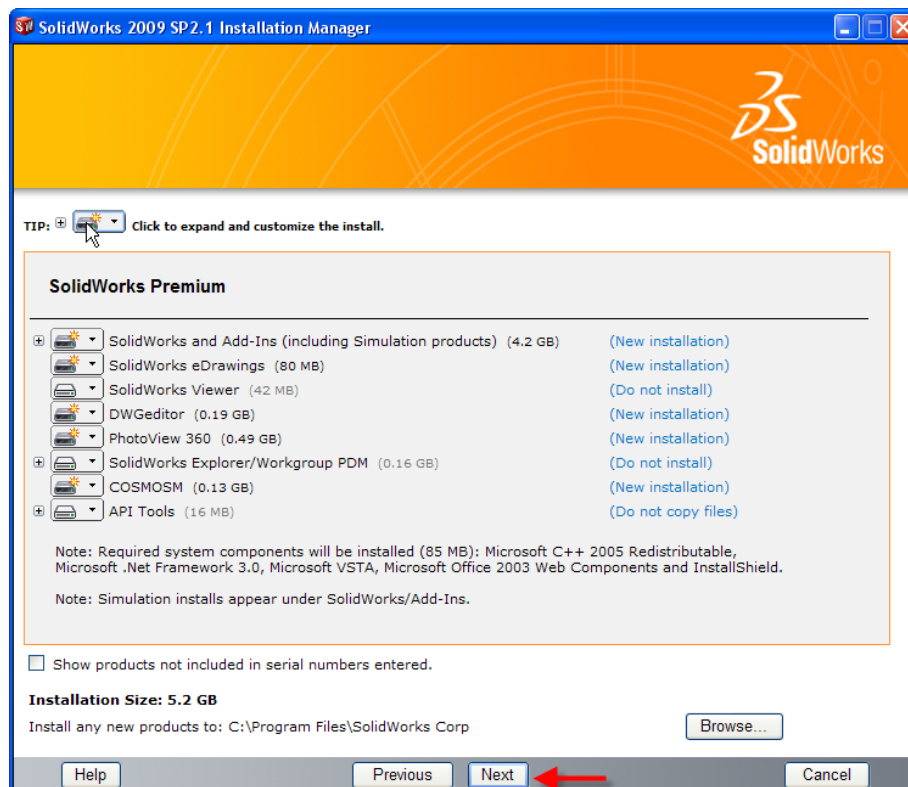 SolidWorks 2009 SP2.1 Installation Manager
SolidWorks
TIP: Click to expand and customize the install.
SolidWorks Premium
SolidWorks and Add-Ins (including Simulation products) (4.2 GB) (New installation)
SolidWorks eDrawings (80 MB) (New installation)
SolidWorks Viewer (42 MB) (Do not install)
DWGeditor (0.19 GB) (New installation)
PhotoView 360 (0.49 GB) (New installation)
SolidWorks Explorer/Workgroup PDM (0.16 GB) (Do not install)
COSMOSM (0.13 GB) (New installation)
API Tools (16 MB) (Do not copy files)
Note: Required system components will be installed (85 MB): Microsoft C++ 2005 Redistributable,
Microsoft .Net Framework 3.0, Microsoft VSTA, Microsoft Office 2003 Web Components and InstallShield.
Note: Simulation installs appear under SolidWorks/Add-Ins.
Show products not included in serial numbers entered.
Installation Size: 5.2 GB
Install any new products to: C:\Program Files\SolidWorks Corp Browse...
Help Previous Next Cancel